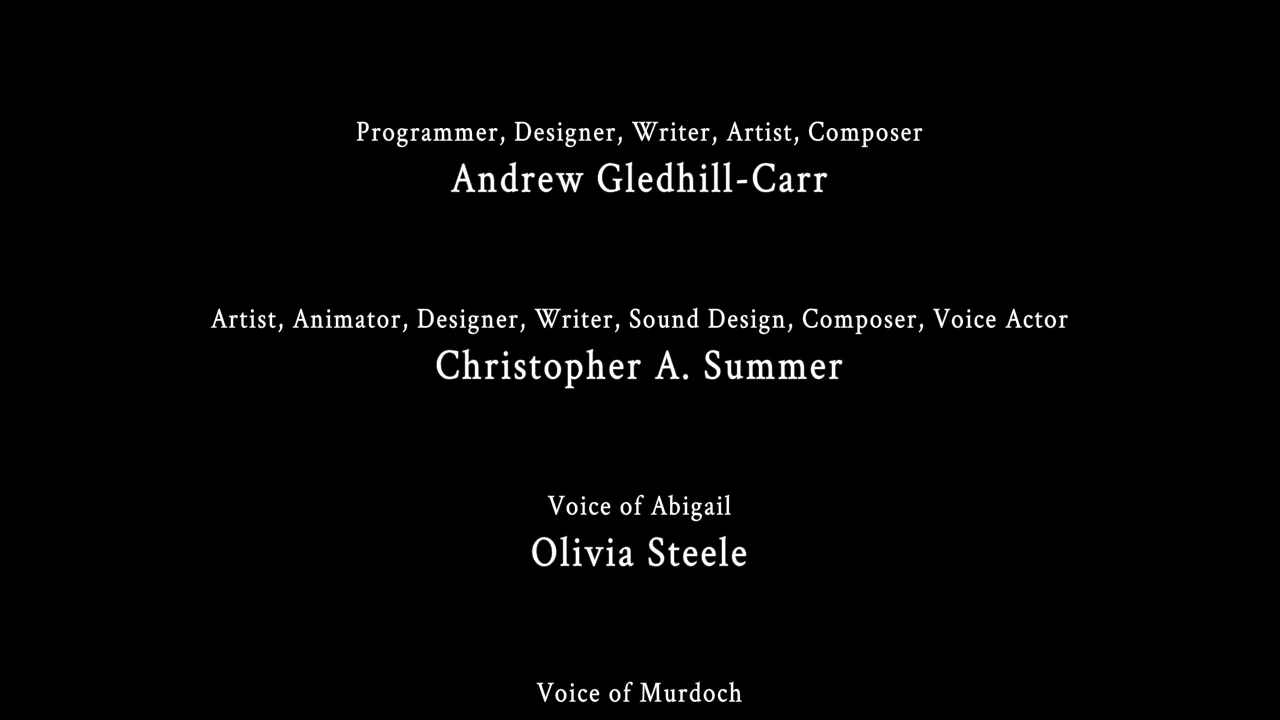 Programmer, Designer, Writer, Artist, Composer
Andrew Gledhill-Carr
Artist, Animator, Designer, Writer, Sound Design, Composer, Voice Actor
Christopher A. Summer
Voice of Abigail
Olivia Steele
Voice of Murdoch